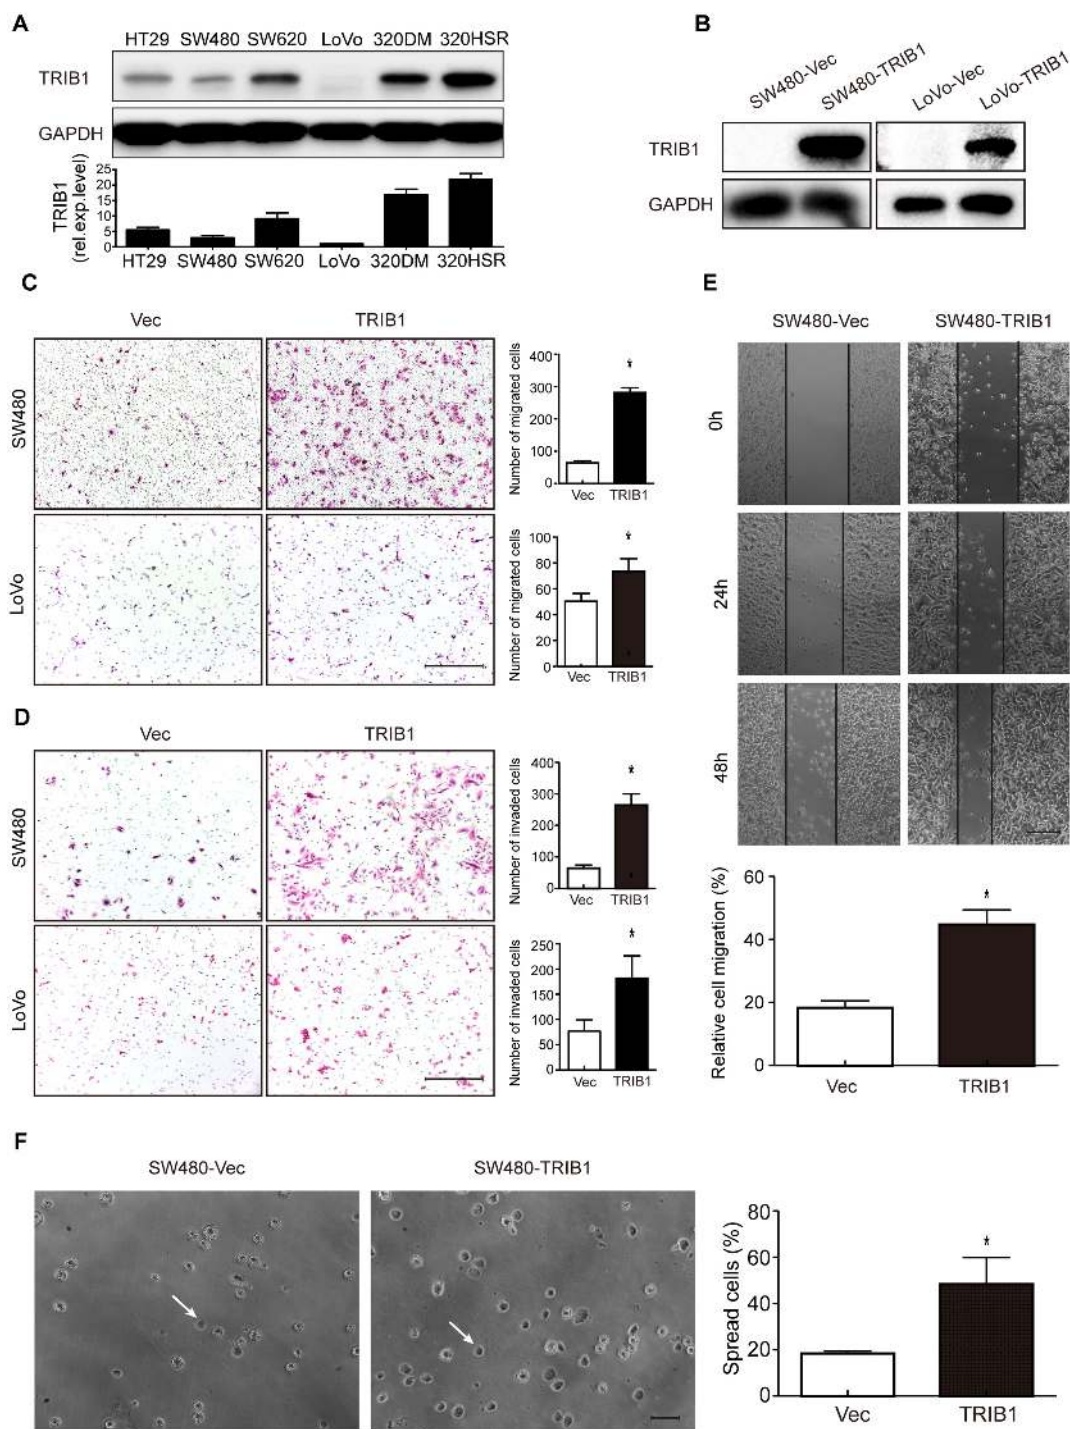 A
HT29 SW480 SW620 LoVo 320DM 320HSR
TRIB1
GAPDH
TRIB1
(rel.exp.level)
25
20
15
10
5
0
HT29 SW480 SW620 LoVo 320DM 320HSR
B
SW480-Vec SW480-TRIB1 LoVo-Vec LoVo-TRIB1
TRIB1
GAPDH
C
Vec TRIB1
SW480
LoVo
Number of migrated cells
400
300
200
100
0
*
Vec TRIB1
Number of migrated cells
100
80
60
40
20
0
*
Vec TRIB1
D
Vec TRIB1
SW480
LoVo
Number of invaded cells
400
300
200
100
0
*
Vec TRIB1
Number of invaded cells
250
200
150
100
50
0
*
Vec TRIB1
E
SW480-Vec SW480-TRIB1
0h
24h
48h
Relative cell migration (%)
60
40
20
0
*
Vec TRIB1
F
SW480-Vec SW480-TRIB1
Spread cells (%)
80
60
40
20
0
*
Vec TRIB1